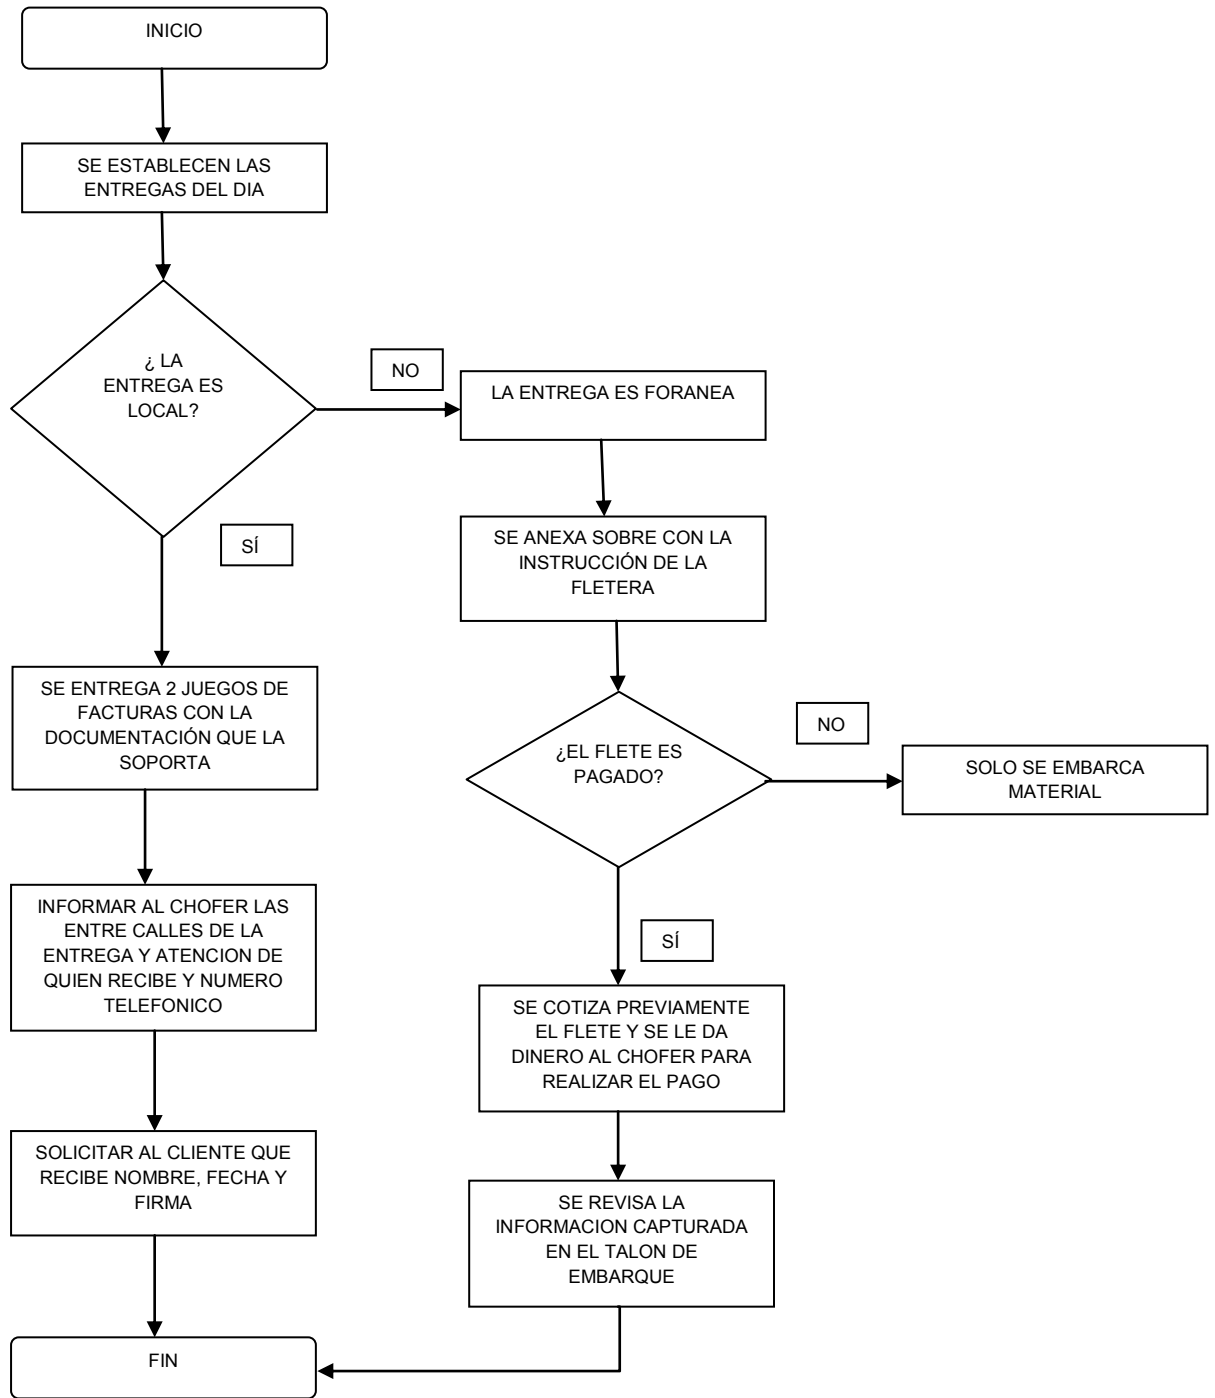 INICIO
SE ESTABLECEN LAS
ENTREGAS DEL DIA
¿ LA
ENTREGA ES
LOCAL?
NO
LA ENTREGA ES FORANEA
SÍ
SE ANEXA SOBRE CON LA
INSTRUCCIÓN DE LA
FLETERA
SE ENTREGA 2 JUEGOS DE
FACTURAS CON LA
DOCUMENTACIÓN QUE LA
SOPORTA
¿EL FLETE ES
PAGADO?
NO
SOLO SE EMBARCA
MATERIAL
INFORMAR AL CHOFER LAS
ENTRE CALLES DE LA
ENTREGA Y ATENCION DE
QUIEN RECIBE Y NUMERO
TELEFONICO
SÍ
SE COTIZA PREVIAMENTE
EL FLETE Y SE LE DA
DINERO AL CHOFER PARA
REALIZAR EL PAGO
SOLICITAR AL CLIENTE QUE
RECIBE NOMBRE, FECHA Y
FIRMA
SE REVISA LA
INFORMACION CAPTURADA
EN EL TALON DE
EMBARQUE
FIN